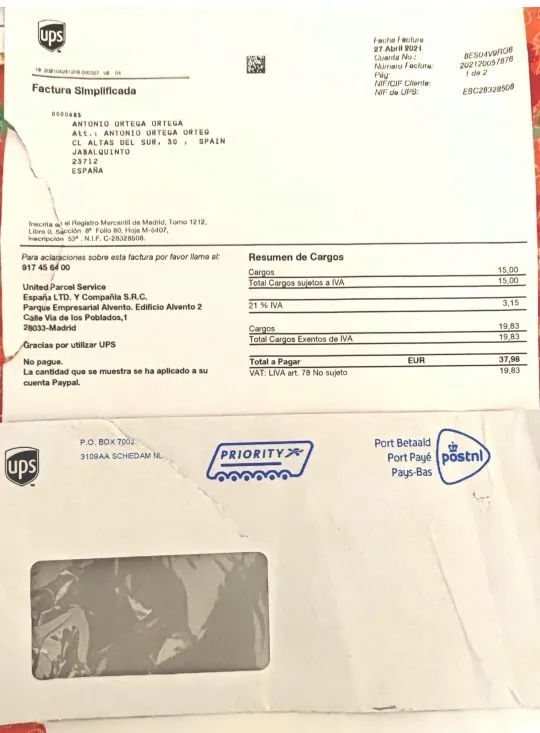 ups
Fecha Factura
27 Abril 2021
Cuenta No.: BES04V9RG6
Número Factura: 202120057876
Pág: 1 de 2
NIF/CIF Cliente:
NIF de UPS: ESC28328508
Factura Simplificada
ANTONIO ORTEGA ORTEGA
Att.: ANTONIO ORTEGA ORTEG
CL ALTAS DEL SUR, 30 , SPAIN
JABALQUINTO
23712
ESPAÑA
Inscrita en el Registro Mercantil de Madrid, Tomo 1212,
Libro 0, Sección 8ª Folio 80, Hoja M-6407,
Inscripción 53ª. N.I.F. C-28328508.
Para aclaraciones sobre esta factura por favor llame al:
917 45 64 00
United Parcel Service
España LTD. Y Compañia S.R.C.
Parque Empresarial Alvento. Edificio Alvento 2
Calle Via de los Poblados,1
28033-Madrid
Gracias por utilizar UPS
No pague.
La cantidad que se muestra se ha aplicado a su
cuenta Paypal.
Resumen de Cargos
Cargos 15,00
Total Cargos sujetos a IVA 15,00
21 % IVA 3,15
Cargos 19,83
Total Cargos Exentos de IVA 19,83
Total a Pagar EUR 37,98
VAT: LIVA art. 78 No sujeto 19,83
ups
P.O. BOX 7002
3109AA SCHIEDAM NL
PRIORITY
Port Betaald
Port Payé
Pays-Bas
postnl